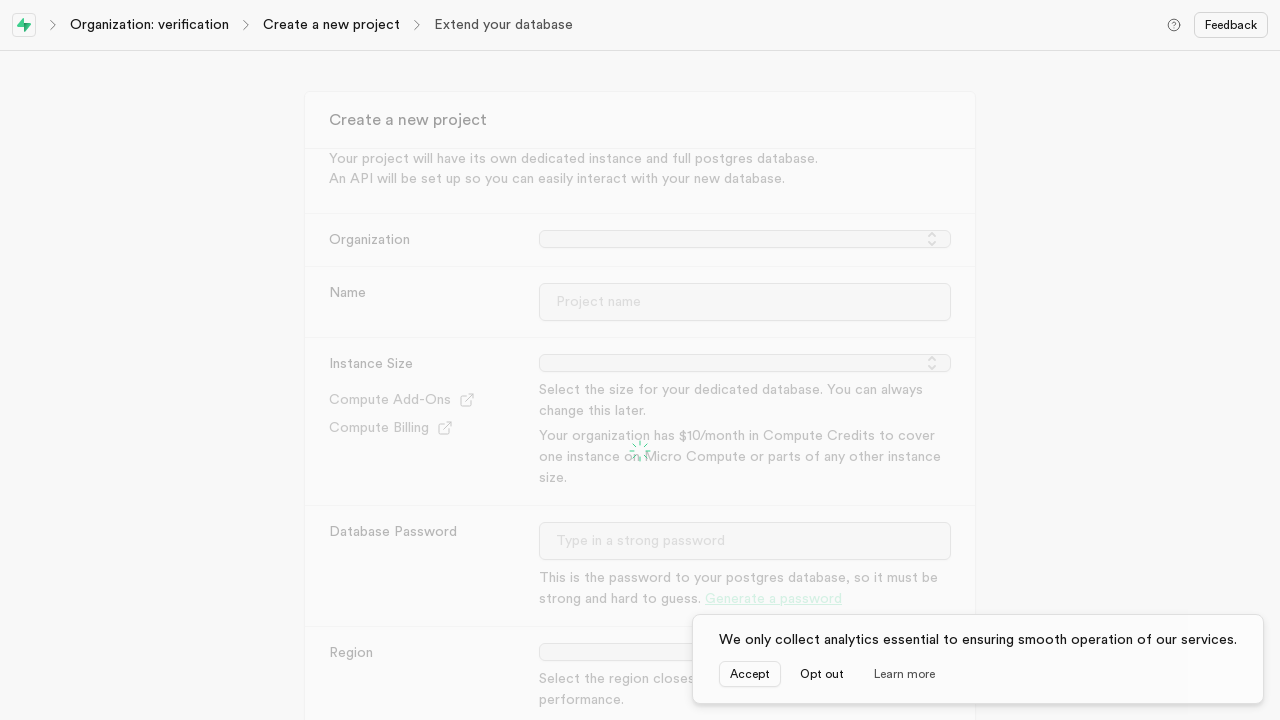 Organization: verification
Create a new project
Extend your database
Feedback
Create a new project
Your project will have its own dedicated instance and full postgres database.
An API will be set up so you can easily interact with your new database.
Organization
Name
Project name
Instance Size
Compute Add-Ons
Compute Billing
Select the size for your dedicated database. You can always
change this later.
Your organization has $10/month in Compute Credits to cover
one instance on Micro Compute or parts of any other instance
size.
Database Password
Type in a strong password
This is the password to your postgres database, so it must be
strong and hard to guess. Generate a password
Region
Select the region closes
performance.
We only collect analytics essential to ensuring smooth operation of our services.
Accept
Opt out
Learn more